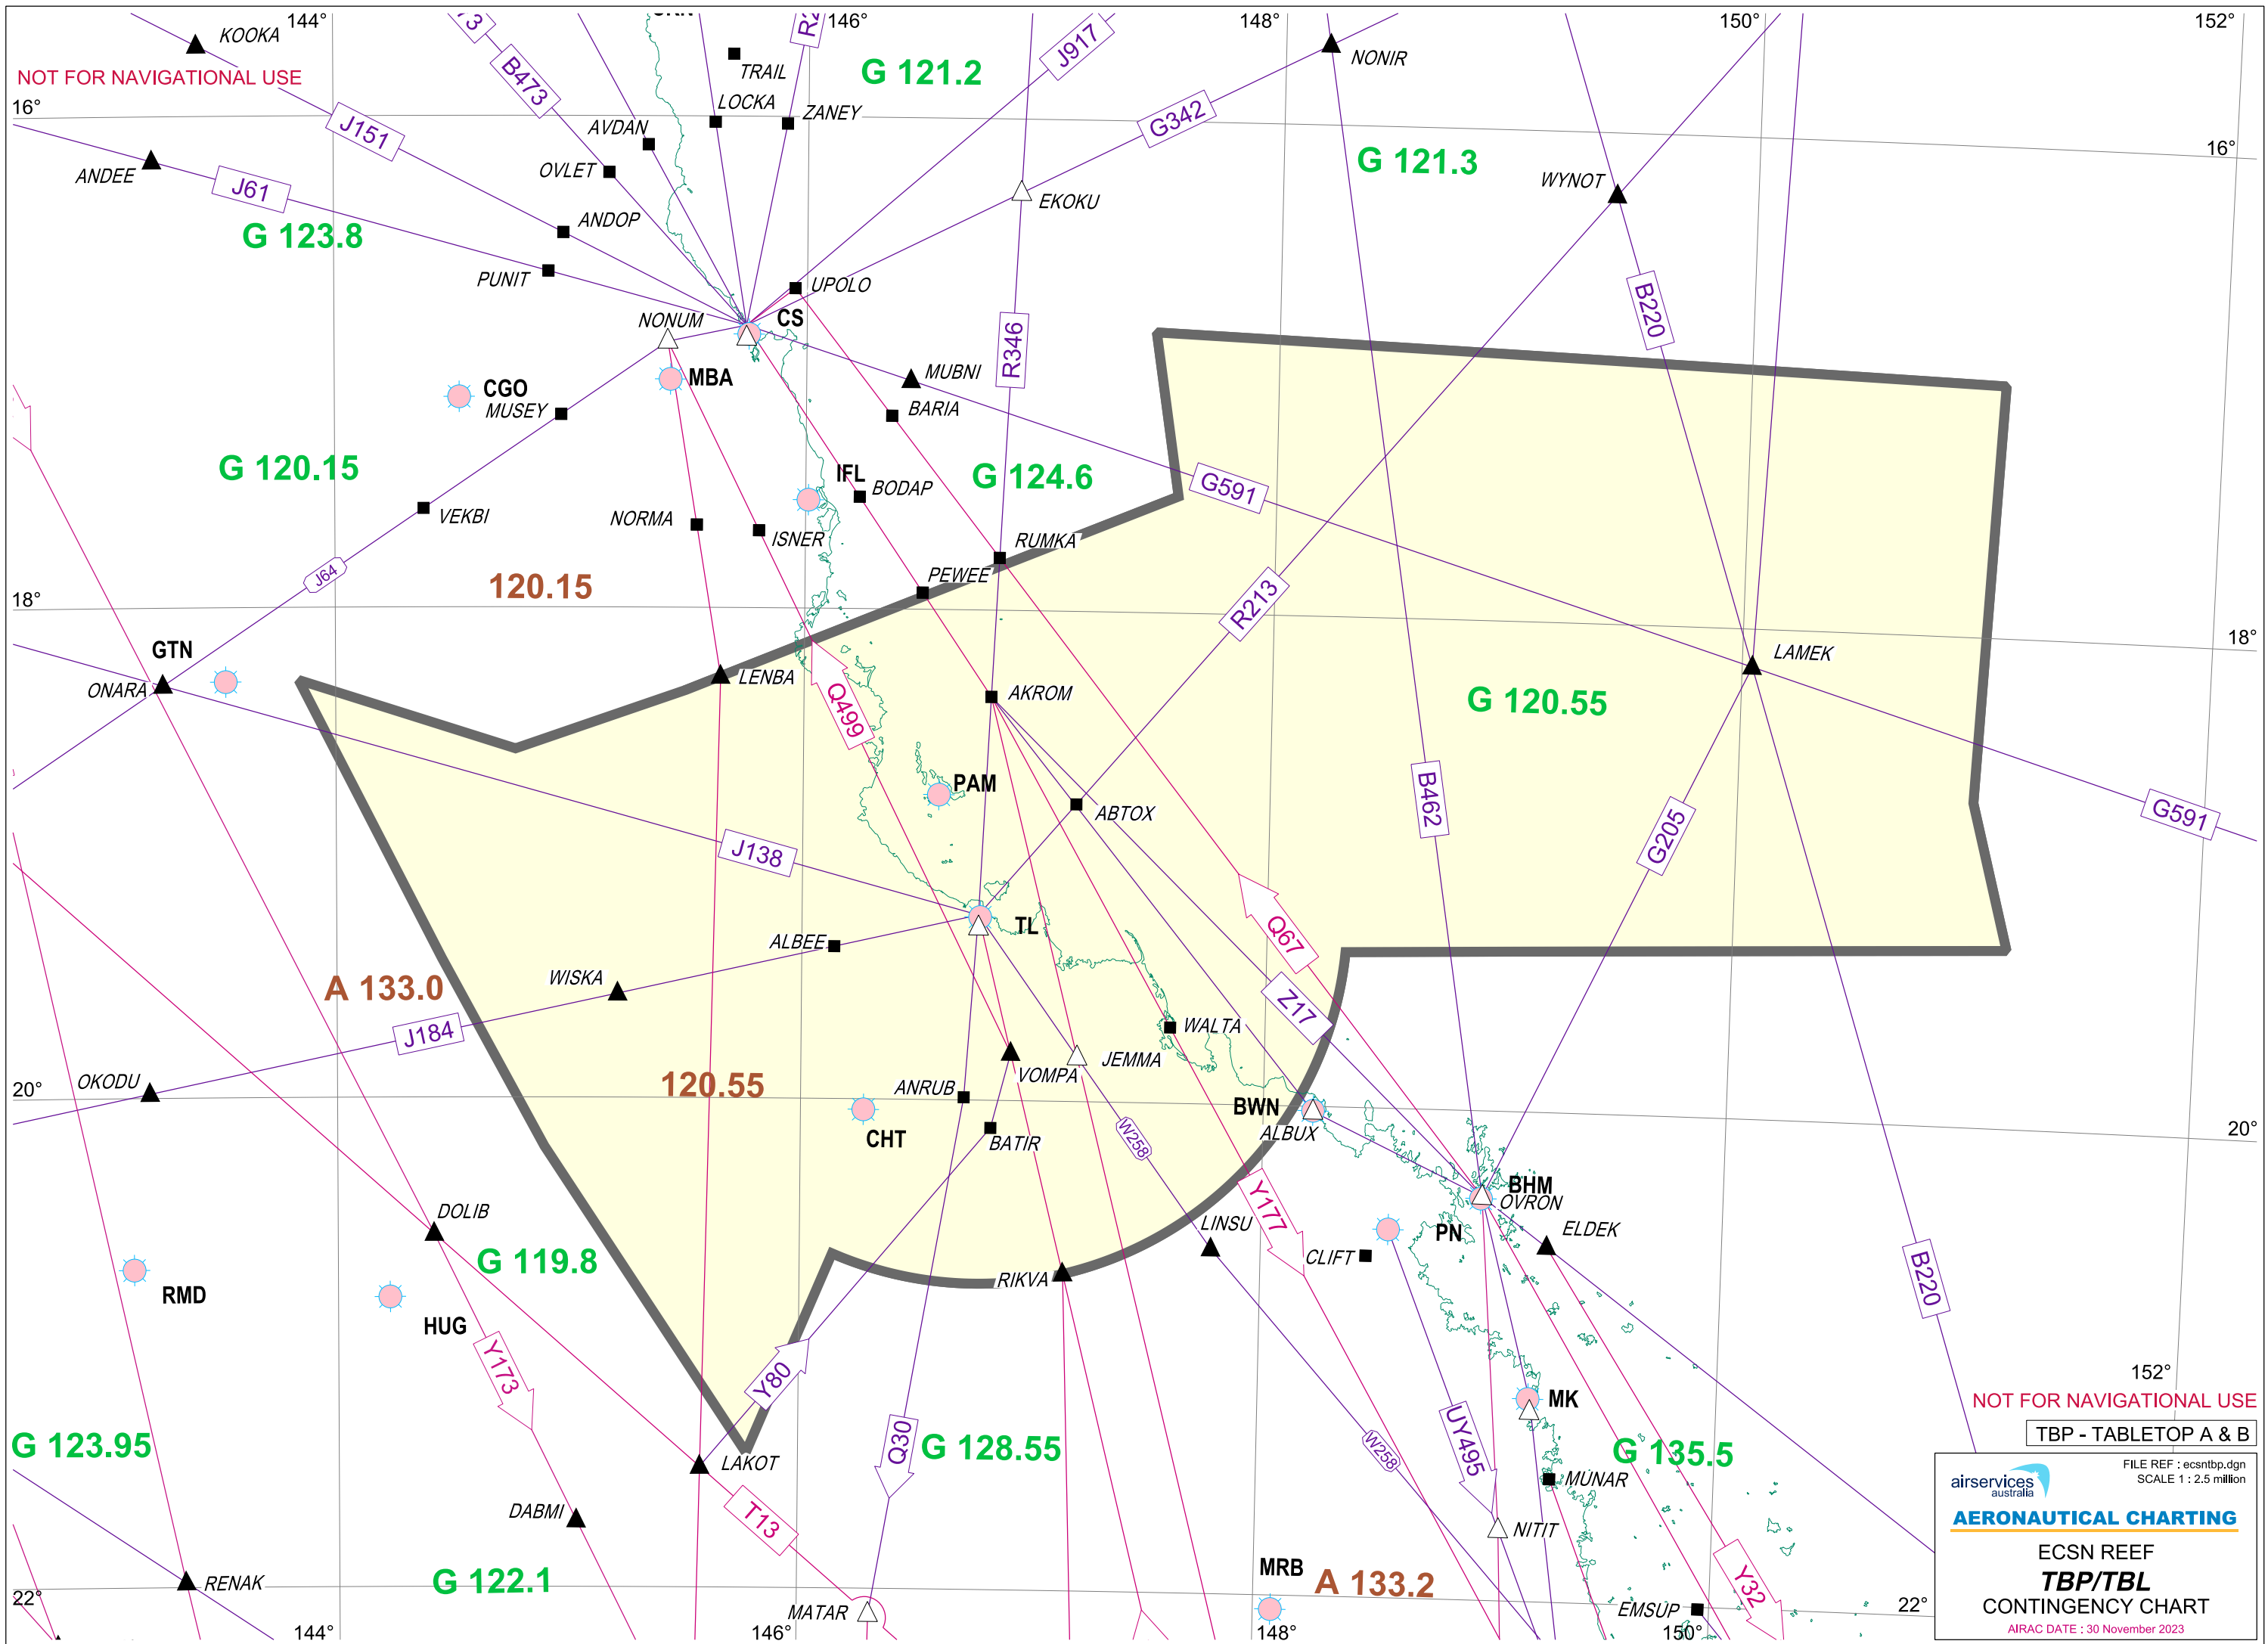 144°
146°
148°
150°
152°
KOOKA
NOT FOR NAVIGATIONAL USE
B473
TRAIL
G 121.2
J917
NONIR
LOCKA
ZANEY
16°
J151
AVDAN
G342
16°
ANDEE
J61
OVLET
EKOKU
G 121.3
WYNOT
G 123.8
ANDOP
PUNIT
UPOLO
B220
NONUM
CS
R346
CGO
MBA
MUBNI
MUSEY
BARIA
G 120.15
IFL
BODAP
G 124.6
G591
VEKBI
NORMA
ISNER
RUMKA
J64
120.15
PEWEE
R213
18°
18°
GTN
ONARA
LENBA
AKROM
LAMEK
Q499
G 120.55
PAM
ABTOX
B462
G205
G591
J138
TL
Q67
ALBEE
WISKA
A 133.0
Z17
J184
WALTA
OKODU
VOMPA
JEMMA
20°
120.55
ANRUB
BWN
ALBUX
20°
CHT
BATIR
W258
BHM
OVRON
DOLIB
Y177
LINSU
PN
ELDEK
G 119.8
CLIFT
RMD
RIKVA
B220
HUG
Y173
Y80
152°
MK
NOT FOR NAVIGATIONAL USE
G 123.95
Q30
G 128.55
UY495
W258
G 135.5
TBP - TABLETOP A & B
LAKOT
MUNAR
FILE REF : ecsntbp.dgn
SCALE 1 : 2.5 million
airservices
australia
DABMI
T13
NITIT
AERONAUTICAL CHARTING
RENAK
G 122.1
MRB
A 133.2
Y32
ECSN REEF
TBP/TBL
CONTINGENCY CHART
22°
MATAR
EMSUP
22°
AIRAC DATE : 30 November 2023
144°
146°
148°
150°